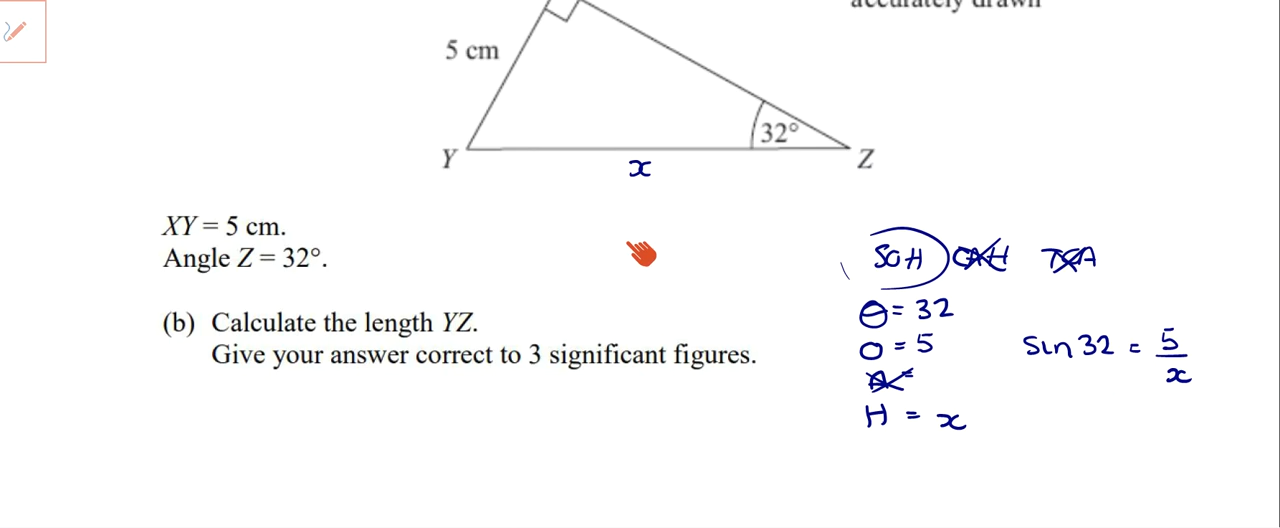 accurately drawn
5 cm
32°
Y
Z
x
XY = 5 cm.
Angle Z = 32°.
SOH CAH TOA
θ = 32
(b) Calculate the length YZ.
O = 5
sin 32 = 5/x
Give your answer correct to 3 significant figures.
A =
H = x